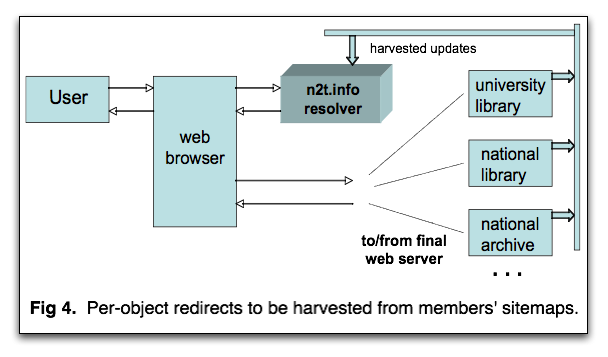 harvested updates
User
web
browser
n2t.info
resolver
university
library
national
library
national
archive
to/from final
web server
. . .
Fig 4. Per-object redirects to be harvested from members' sitemaps.